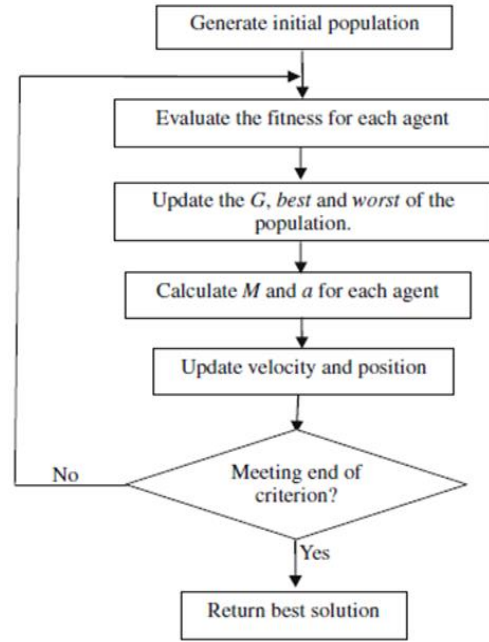 Generate initial population
Evaluate the fitness for each agent
Update the G, best and worst of the
population.
Calculate M and a for each agent
Update velocity and position
Meeting end of
criterion?
No
Yes
Return best solution